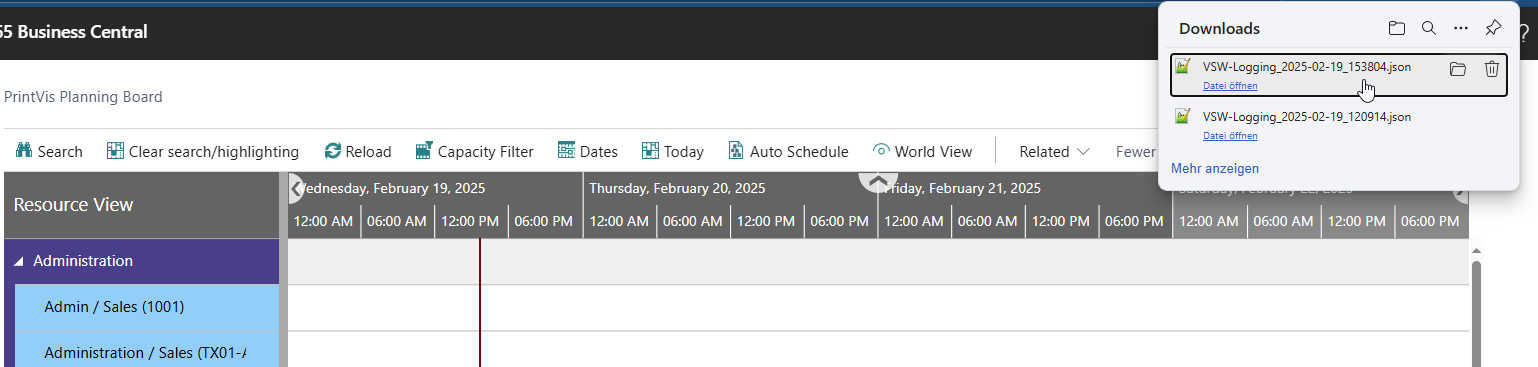 65 Business Central
Downloads
VSW-Logging_2025-02-19_153804.json
Datei öffnen
VSW-Logging_2025-02-19_120914.json
Datei öffnen
Mehr anzeigen
?
PrintVis Planning Board
Search Clear search/highlighting Reload Capacity Filter Dates Today Auto Schedule World View Related Fewer
Resource View
Wednesday, February 19, 2025 Thursday, February 20, 2025 Friday, February 21, 2025 Saturday, February 22, 2025
12:00 AM 06:00 AM 12:00 PM 06:00 PM 12:00 AM 06:00 AM 12:00 PM 06:00 PM 12:00 AM 06:00 AM 12:00 PM 06:00 PM 12:00 AM 06:00 AM 12:00 PM 06:00 PM
Administration
Admin / Sales (1001)
Administration / Sales (TX01-A